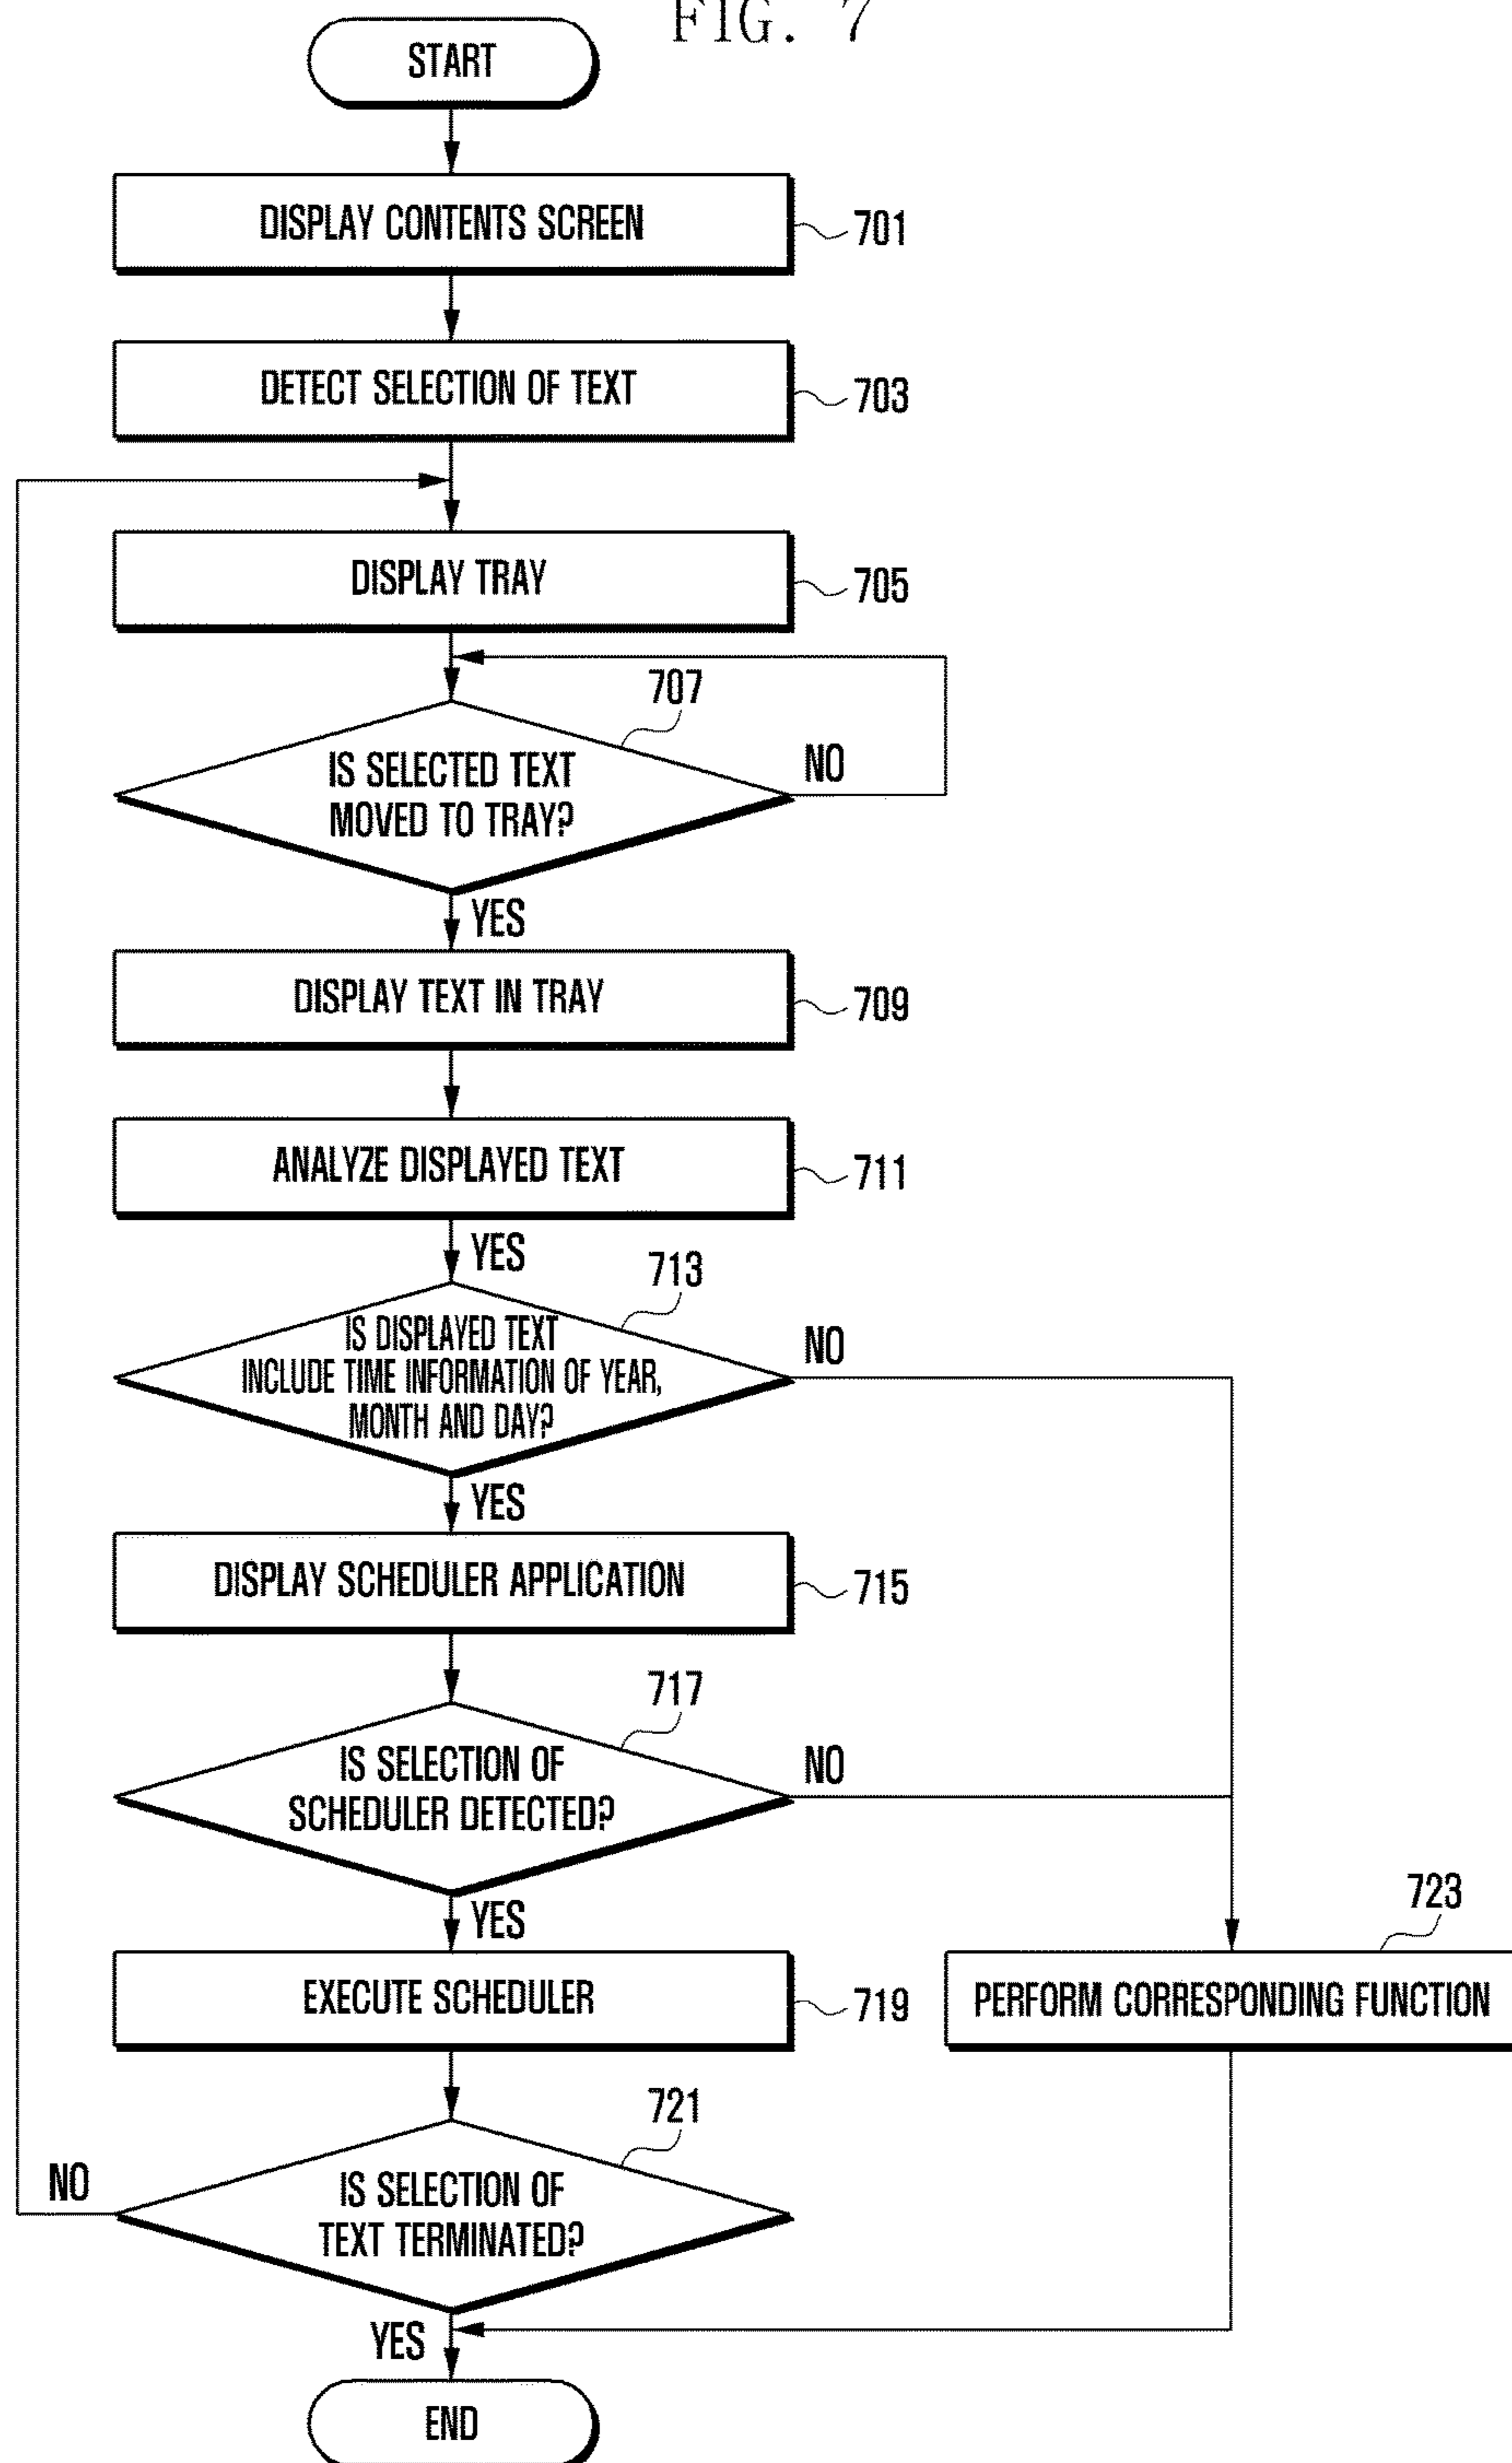 FIG. 7
START
DISPLAY CONTENTS SCREEN
701
DETECT SELECTION OF TEXT
703
DISPLAY TRAY
705
707
IS SELECTED TEXT
MOVED TO TRAY?
NO
YES
DISPLAY TEXT IN TRAY
709
ANALYZE DISPLAYED TEXT
711
YES
713
IS DISPLAYED TEXT
INCLUDE TIME INFORMATION OF YEAR,
MONTH AND DAY?
NO
YES
DISPLAY SCHEDULER APPLICATION
715
717
IS SELECTION OF
SCHEDULER DETECTED?
NO
YES
EXECUTE SCHEDULER
719
723
PERFORM CORRESPONDING FUNCTION
721
IS SELECTION OF
TEXT TERMINATED?
NO
YES
END